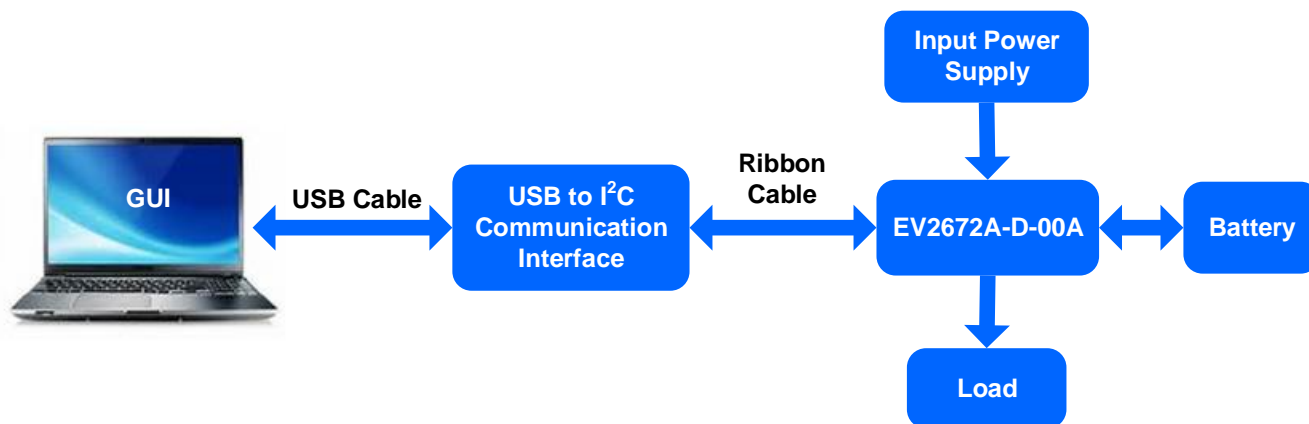 Input Power
Supply
GUI
USB Cable
USB to I²C
Communication
Interface
Ribbon
Cable
EV2672A-D-00A
Battery
Load